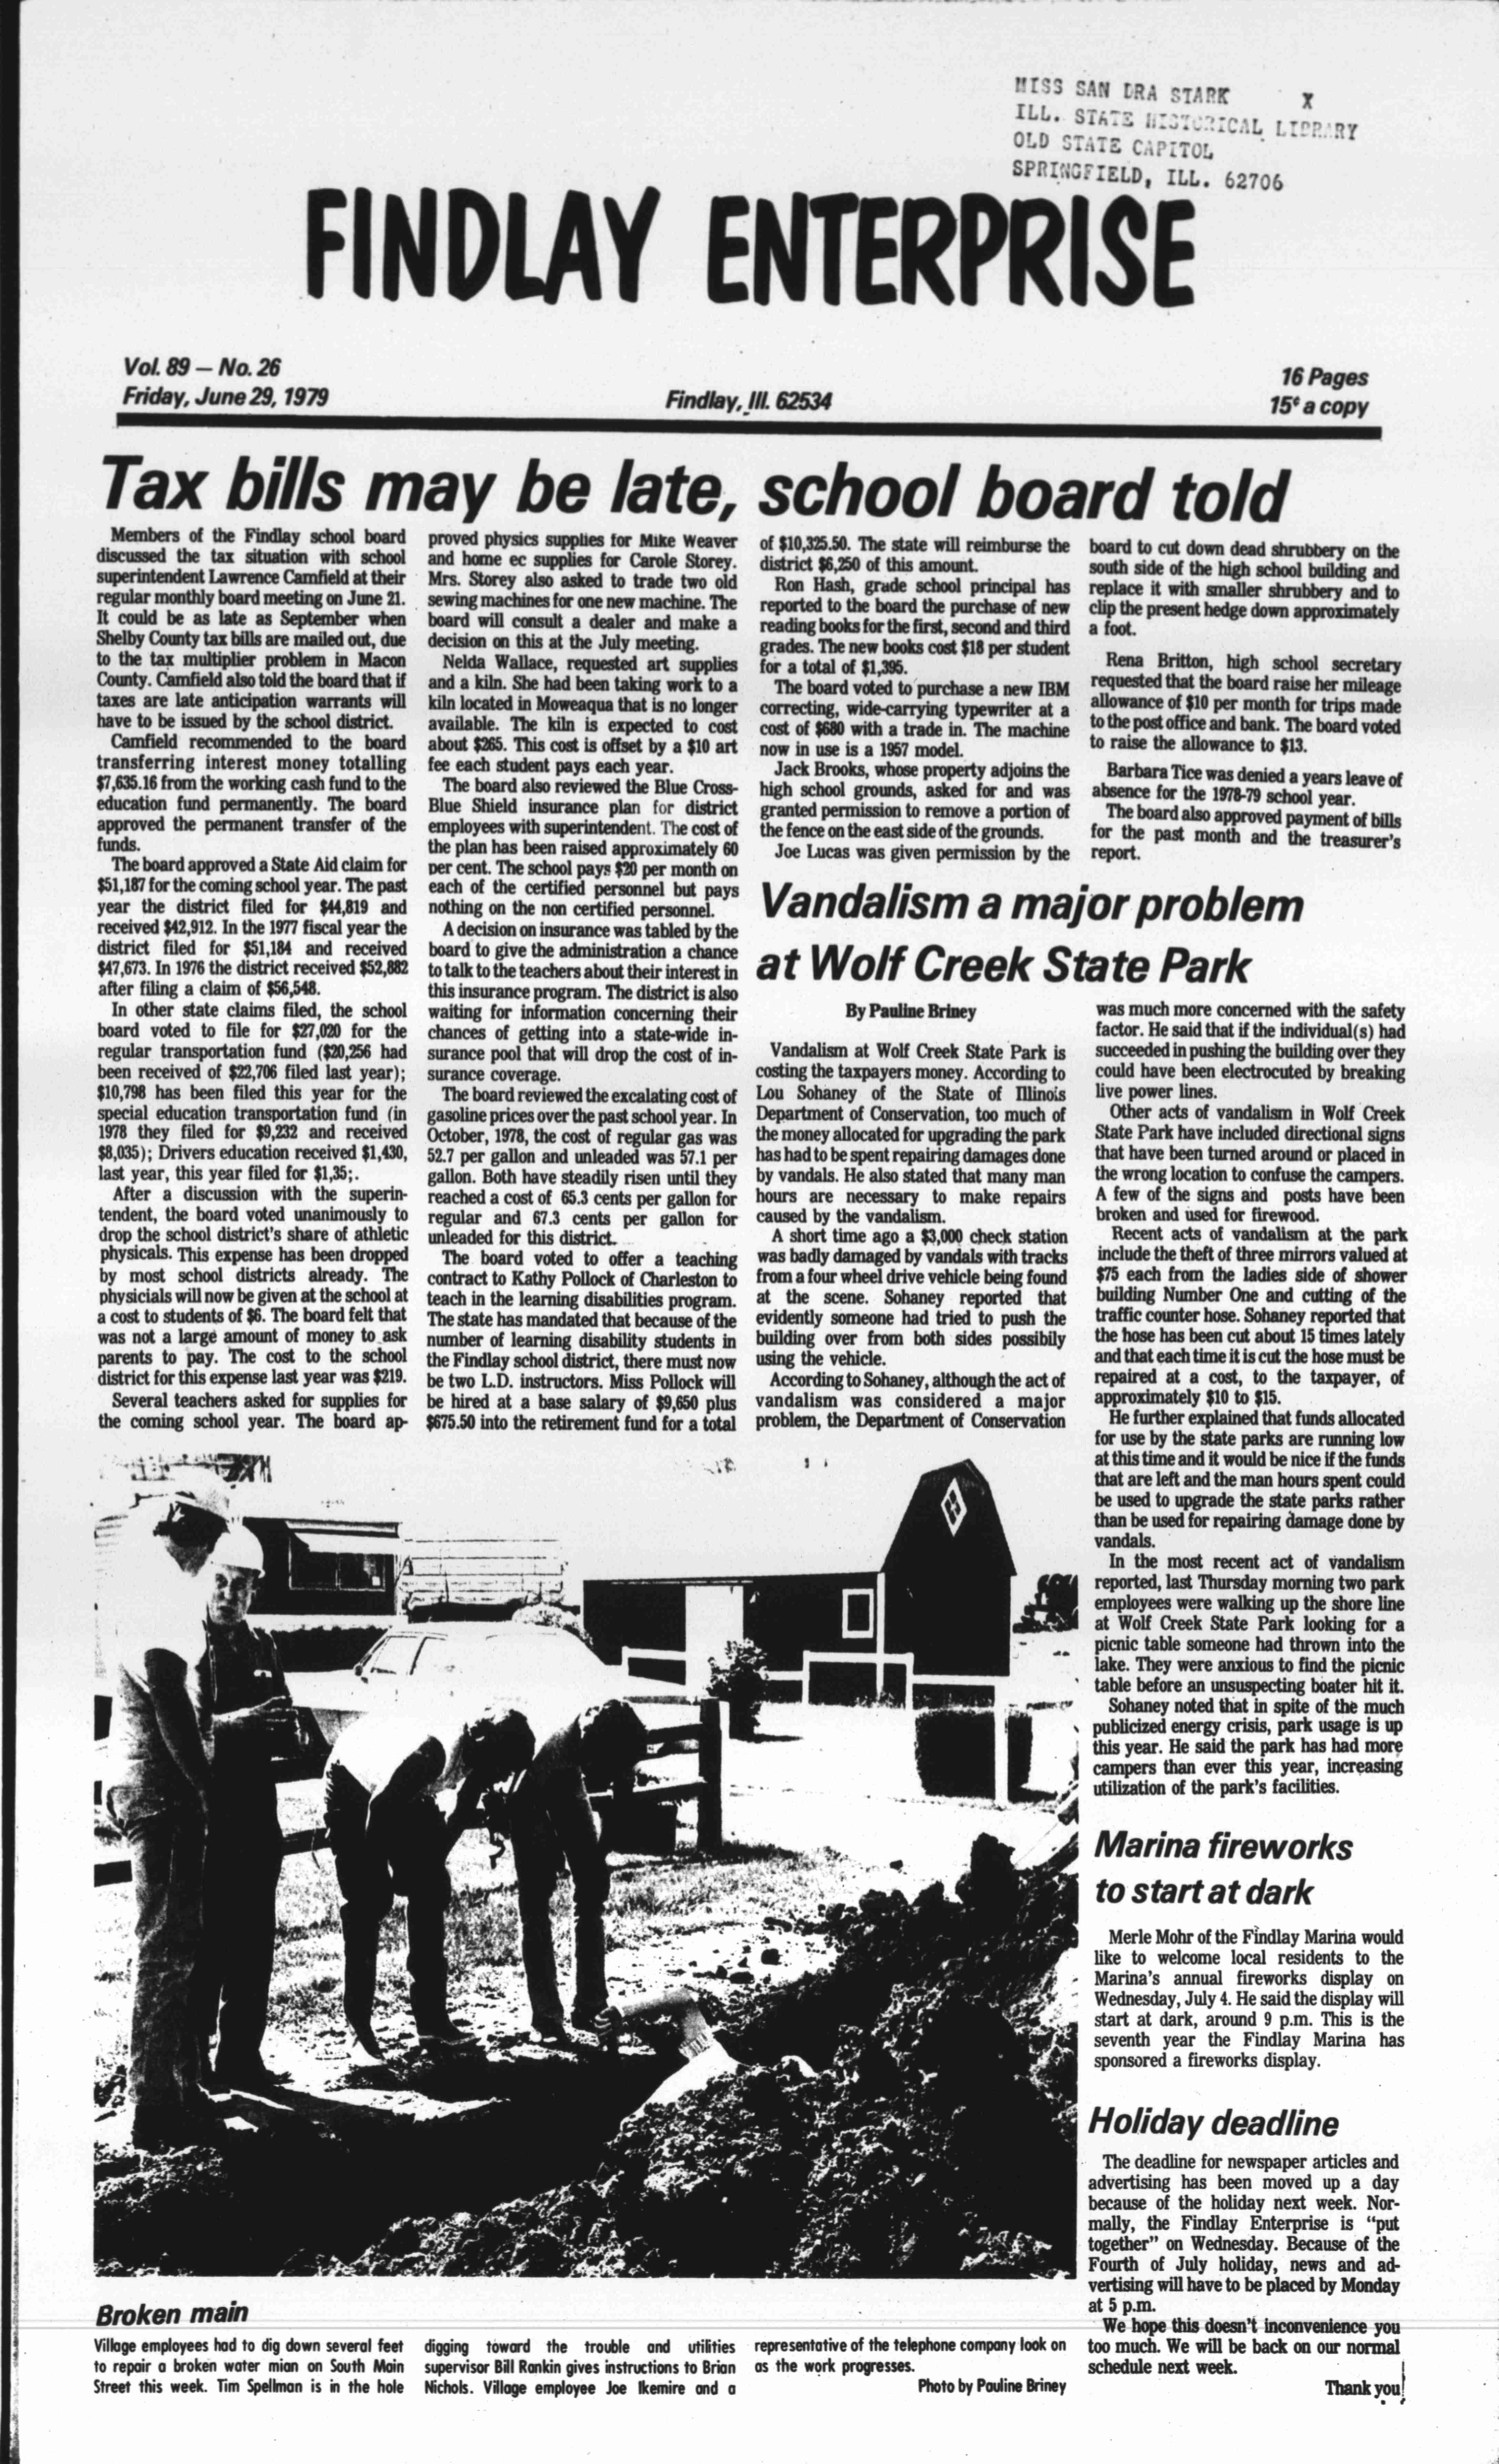 MISS SAN DRA STARK X
ILL. STATE HISTORICAL LIBRARY
OLD STATE CAPITOL
SPRINGFIELD, ILL. 62706
FINDLAY ENTERPRISE
Vol. 89 — No. 26
Friday, June 29, 1979
Findlay, Ill. 62534
16 Pages
15¢ a copy
Tax bills may be late, school board told
Members of the Findlay school board
discussed the tax situation with school
superintendent Lawrence Camfield at their
regular monthly board meeting on June 21.
It could be as late as September when
Shelby County tax bills are mailed out, due
to the tax multiplier problem in Macon
County. Camfield also told the board that if
taxes are late anticipation warrants will
have to be issued by the school district.
Camfield recommended to the board
transferring interest money totalling
$7,635.16 from the working cash fund to the
education fund permanently. The board
approved the permanent transfer of the
funds.
The board approved a State Aid claim for
$51,187 for the coming school year. The past
year the district filed for $44,819 and
received $42,912. In the 1977 fiscal year the
district filed for $51,184 and received
$47,673. In 1976 the district received $52,882
after filing a claim of $56,548.
In other state claims filed, the school
board voted to file for $27,020 for the
regular transportation fund ($20,256 had
been received of $22,706 filed last year);
$10,798 has been filed this year for the
special education transportation fund (in
1978 they filed for $9,232 and received
$8,035); Drivers education received $1,430,
last year, this year filed for $1,35;.
After a discussion with the superin-
tendent, the board voted unanimously to
drop the school district's share of athletic
physicals. This expense has been dropped
by most school districts already. The
physicials will now be given at the school at
a cost to students of $6. The board felt that
was not a large amount of money to ask
parents to pay. The cost to the school
district for this expense last year was $219.
Several teachers asked for supplies for
the coming school year. The board ap-
proved physics supplies for Mike Weaver
and home ec supplies for Carole Storey.
Mrs. Storey also asked to trade two old
sewing machines for one new machine. The
board will consult a dealer and make a
decision on this at the July meeting.
Nelda Wallace, requested art supplies
and a kiln. She had been taking work to a
kiln located in Moweaqua that is no longer
available. The kiln is expected to cost
about $265. This cost is offset by a $10 art
fee each student pays each year.
The board also reviewed the Blue Cross-
Blue Shield insurance plan for district
employees with superintendent. The cost of
the plan has been raised approximately 60
per cent. The school pays $20 per month on
each of the certified personnel but pays
nothing on the non certified personnel.
A decision on insurance was tabled by the
board to give the administration a chance
to talk to the teachers about their interest in
this insurance program. The district is also
waiting for information concerning their
chances of getting into a state-wide in-
surance pool that will drop the cost of in-
surance coverage.
The board reviewed the excalating cost of
gasoline prices over the past school year. In
October, 1978, the cost of regular gas was
52.7 per gallon and unleaded was 57.1 per
gallon. Both have steadily risen until they
reached a cost of 65.3 cents per gallon for
regular and 67.3 cents per gallon for
unleaded for this district.
The board voted to offer a teaching
contract to Kathy Pollock of Charleston to
teach in the learning disabilities program.
The state has mandated that because of the
number of learning disability students in
the Findlay school district, there must now
be two L.D. instructors. Miss Pollock will
be hired at a base salary of $9,650 plus
$675.50 into the retirement fund for a total
of $10,325.50. The state will reimburse the
district $6,250 of this amount.
Ron Hash, grade school principal has
reported to the board the purchase of new
reading books for the first, second and third
grades. The new books cost $18 per student
for a total of $1,395.
The board voted to purchase a new IBM
correcting, wide-carrying typewriter at a
cost of $680 with a trade in. The machine
now in use is a 1957 model.
Jack Brooks, whose property adjoins the
high school grounds, asked for and was
granted permission to remove a portion of
the fence on the east side of the grounds.
Joe Lucas was given permission by the
board to cut down dead shrubbery on the
south side of the high school building and
replace it with smaller shrubbery and to
clip the present hedge down approximately
a foot.
Rena Britton, high school secretary
requested that the board raise her mileage
allowance of $10 per month for trips made
to the post office and bank. The board voted
to raise the allowance to $13.
Barbara Tice was denied a years leave of
absence for the 1978-79 school year.
The board also approved payment of bills
for the past month and the treasurer's
report.
Vandalism a major problem
at Wolf Creek State Park
By Pauline Briney
Vandalism at Wolf Creek State Park is
costing the taxpayers money. According to
Lou Sohaney of the State of Illinois
Department of Conservation, too much of
the money allocated for upgrading the park
has had to be spent repairing damages done
by vandals. He also stated that many man
hours are necessary to make repairs
caused by the vandalism.
A short time ago a $3,000 check station
was badly damaged by vandals with tracks
from a four wheel drive vehicle being found
at the scene. Sohaney reported that
evidently someone had tried to push the
building over from both sides possibily
using the vehicle.
According to Sohaney, although the act of
vandalism was considered a major
problem, the Department of Conservation
was much more concerned with the safety
factor. He said that if the individual(s) had
succeeded in pushing the building over they
could have been electrocuted by breaking
live power lines.
Other acts of vandalism in Wolf Creek
State Park have included directional signs
that have been turned around or placed in
the wrong location to confuse the campers.
A few of the signs and posts have been
broken and used for firewood.
Recent acts of vandalism at the park
include the theft of three mirrors valued at
$75 each from the ladies side of shower
building Number One and cutting of the
traffic counter hose. Sohaney reported that
the hose has been cut about 15 times lately
and that each time it is cut the hose must be
repaired at a cost, to the taxpayer, of
approximately $10 to $15.
He further explained that funds allocated
for use by the state parks are running low
at this time and it would be nice if the funds
that are left and the man hours spent could
be used to upgrade the state parks rather
than be used for repairing damage done by
vandals.
In the most recent act of vandalism
reported, last Thursday morning two park
employees were walking up the shore line
at Wolf Creek State Park looking for a
picnic table someone had thrown into the
lake. They were anxious to find the picnic
table before an unsuspecting boater hit it.
Sohaney noted that in spite of the much
publicized energy crisis, park usage is up
this year. He said the park has had more
campers than ever this year, increasing
utilization of the park's facilities.
Marina fireworks
to start at dark
Merle Mohr of the Findlay Marina would
like to welcome local residents to the
Marina's annual fireworks display on
Wednesday, July 4. He said the display will
start at dark, around 9 p.m. This is the
seventh year the Findlay Marina has
sponsored a fireworks display.
Holiday deadline
The deadline for newspaper articles and
advertising has been moved up a day
because of the holiday next week. Nor-
mally, the Findlay Enterprise is "put
together" on Wednesday. Because of the
Fourth of July holiday, news and ad-
vertising will have to be placed by Monday
at 5 p.m.
We hope this doesn't inconvenience you
too much. We will be back on our normal
schedule next week.
Thank you!
Broken main
Village employees had to dig down several feet
to repair a broken water mian on South Main
Street this week. Tim Spellman is in the hole
digging toward the trouble and utilities
supervisor Bill Rankin gives instructions to Brian
Nichols. Village employee Joe Ikemire and a
representative of the telephone company look on
as the work progresses.
Photo by Pauline Briney